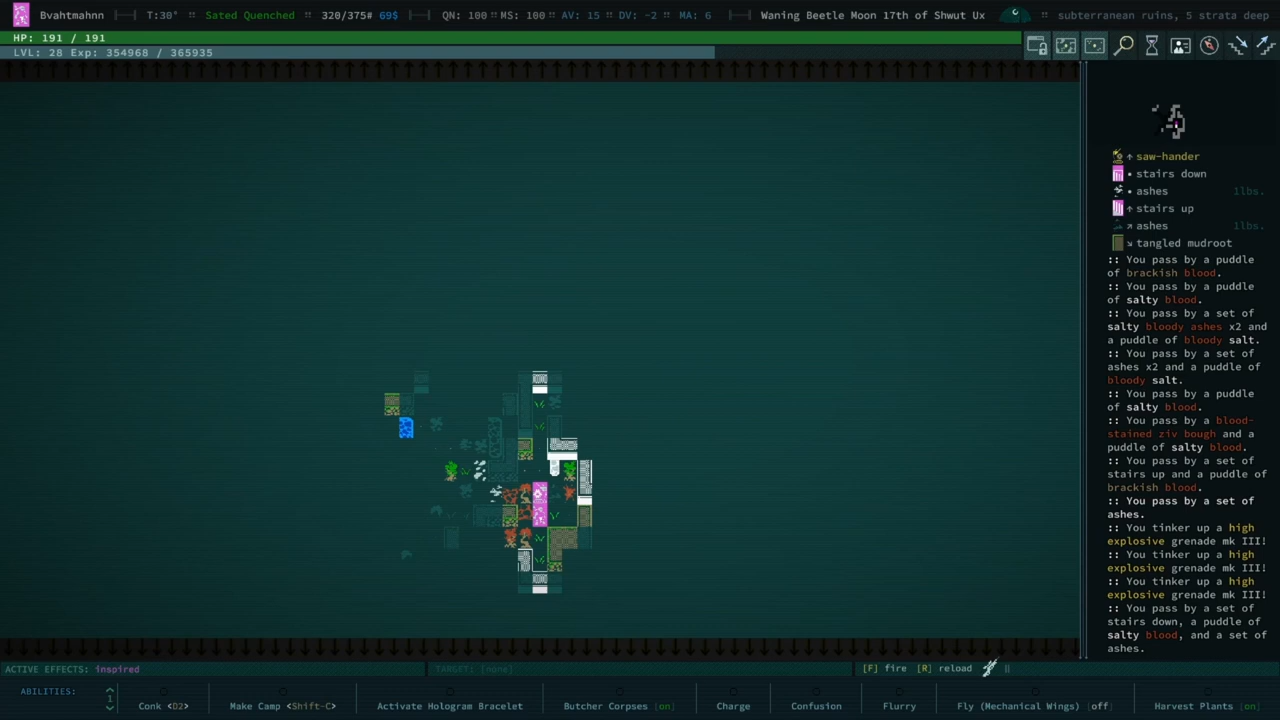 Bvahtmahn T:30° Sated Quenched 320/375# 69$ QN: 100 MS: 100 AV: 15 DV: -2 MA: 6 Waning Beetle Moon 17th of Shwut Ux subterranean ruins, 5 strata deep
HP: 191 / 191
LVL: 28 Exp: 354968 / 365935
saw-hander
stairs down
ashes 1lbs.
stairs up
ashes 1lbs.
tangled mudroot
:: You pass by a puddle
of brackish blood.
:: You pass by a puddle
of salty blood.
:: You pass by a set of
salty bloody ashes x2 and
a puddle of bloody salt.
:: You pass by a set of
ashes x2 and a puddle of
bloody salt.
:: You pass by a puddle
of salty blood.
:: You pass by a blood-
stained ziv bough and a
puddle of salty blood.
:: You pass by a set of
stairs up and a puddle of
brackish blood.
:: You pass by a set of
ashes.
:: You tinker up a high
explosive grenade mk III!
:: You tinker up a high
explosive grenade mk III!
:: You tinker up a high
explosive grenade mk III!
:: You pass by a set of
stairs down, a puddle of
salty blood, and a set of
ashes.
ACTIVE EFFECTS: inspired TARGET: [none] [F] fire [R] reload
ABILITIES: 1 Conk <02> Make Camp <Shift-C> Activate Hologram Bracelet Butcher Corpses [on] Charge Confusion Flurry Fly (Mechanical Wings) [off] Harvest Plants [on]